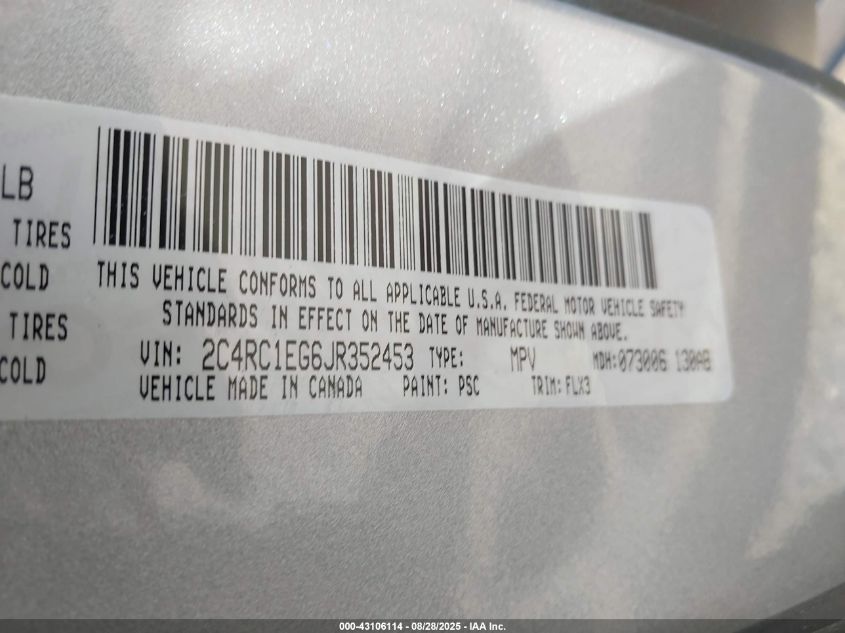 LB
TIRES
COLD
THIS VEHICLE CONFORMS TO ALL APPLICABLE U.S.A. FEDERAL MOTOR VEHICLE SAFETY
STANDARDS IN EFFECT ON THE DATE OF MANUFACTURE SHOWN ABOVE.
TIRES
COLD
VIN: 2C4RC1EG6JR352453 TYPE: MPV MDH:073006 130AB
VEHICLE MADE IN CANADA PAINT: PSC TRIM: FLX3
000-43106114 - 08/28/2025 - IAA Inc.